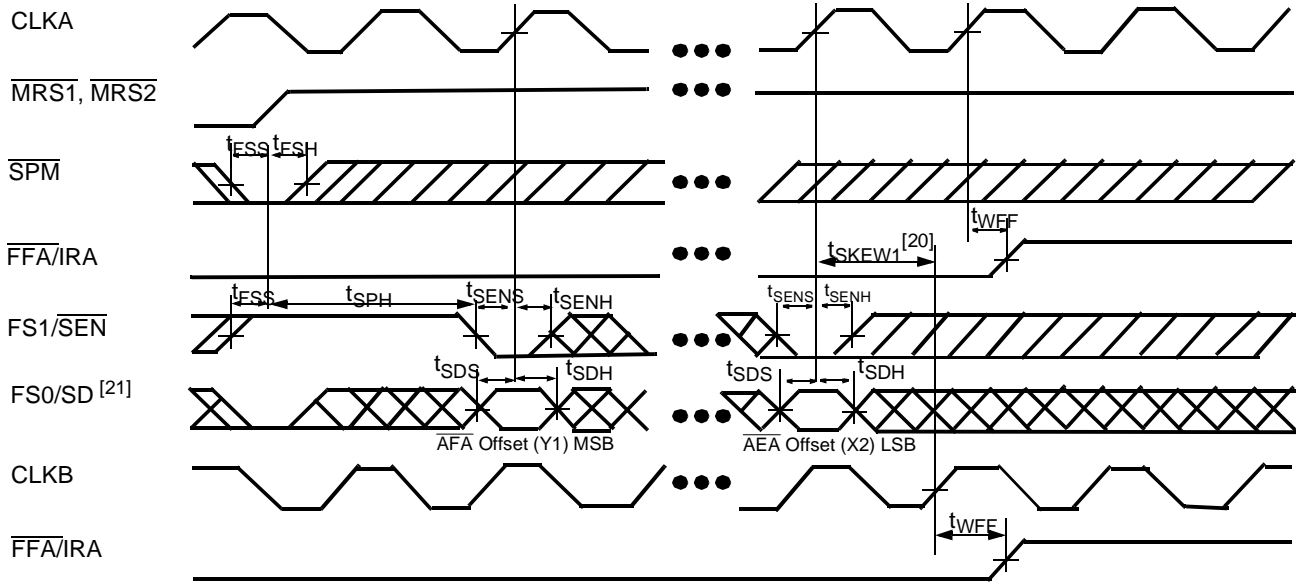 CLKA
MRS1, MRS2
tFSS tFSH
SPM
tWFF
FFA/IRA
tSKEW1[20]
tFSS tSPH tSENS tSENH tSENS tSENH
FS1/SEN
tSDS tSDH tSDS tSDH
FS0/SD [21]
AFA Offset (Y1) MSB AEA Offset (X2) LSB
CLKB
tWFF
FFA/IRA